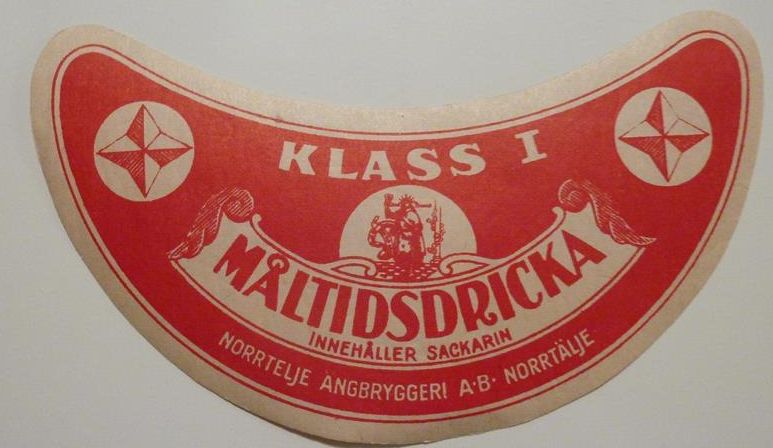 KLASS I
MÅLTIDSDRICKA
INNEHÅLLER SACKARIN
NORRTELJE ÅNGBRYGGERI A·B· NORRTÄLJE